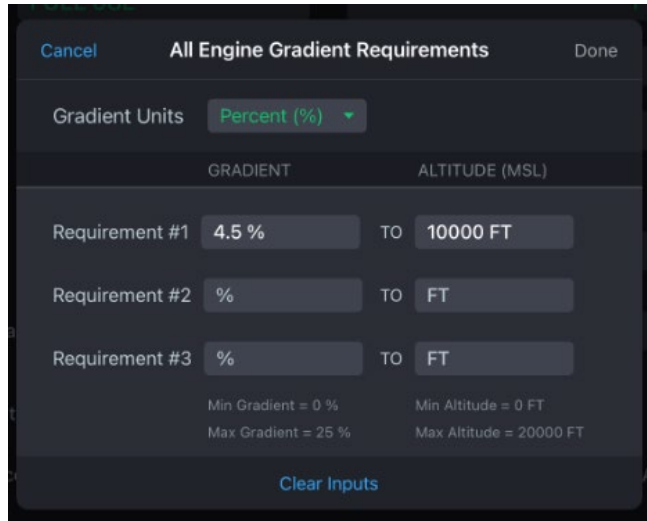 Cancel All Engine Gradient Requirements Done
Gradient Units Percent (%)
GRADIENT ALTITUDE (MSL)
Requirement #1 4.5 % TO 10000 FT
Requirement #2 % TO FT
Requirement #3 % TO FT
Min Gradient = 0 % Min Altitude = 0 FT
Max Gradient = 25 % Max Altitude = 20000 FT
Clear Inputs